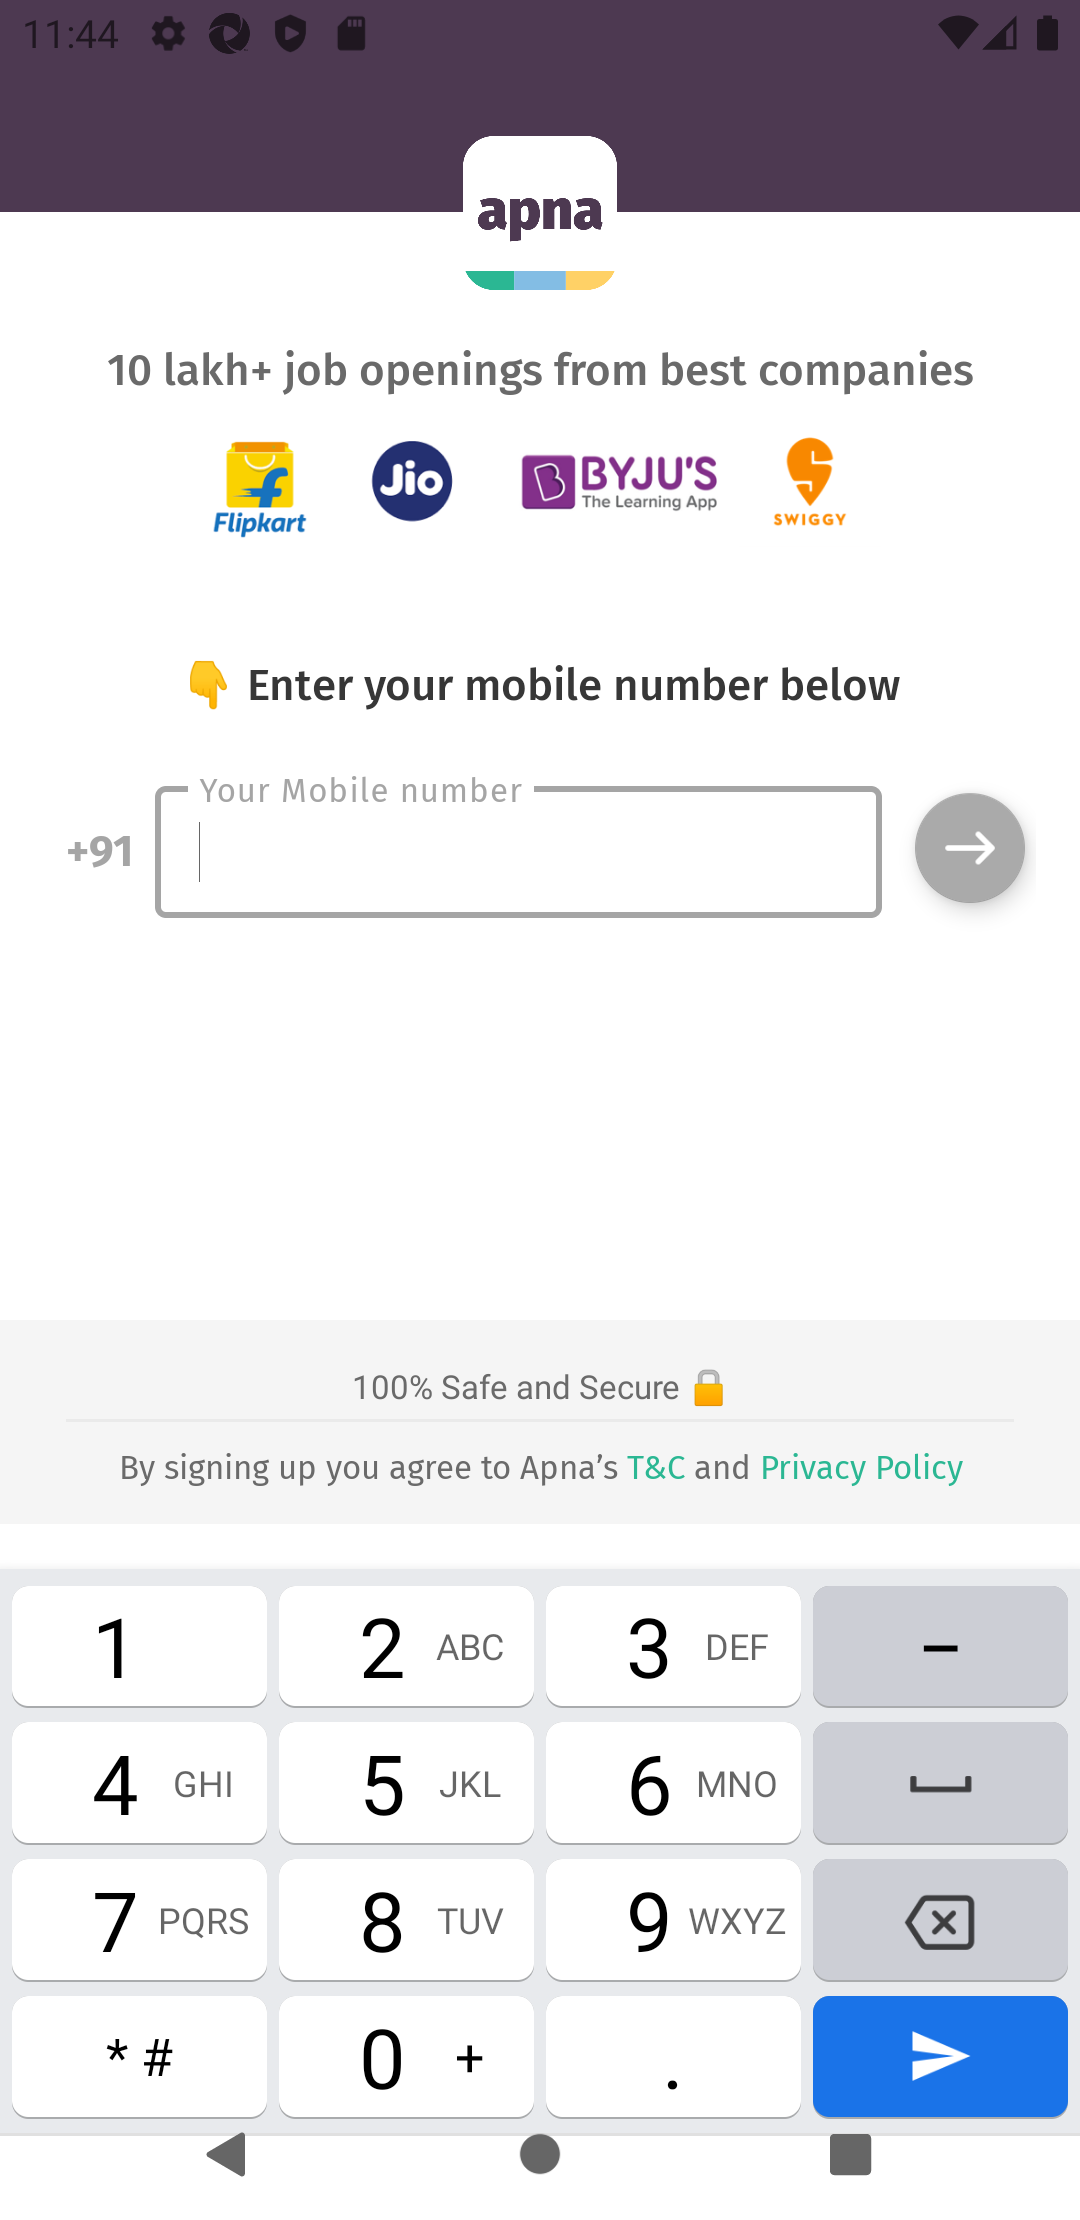 11:44
apna
10 lakh+ job openings from best companies
Flipkart
Jio
BYJU'S
The Learning App
SWIGGY
👇 Enter your mobile number below
Your Mobile number
+91
100% Safe and Secure 🔒
By signing up you agree to Apna’s T&C and Privacy Policy
1 2 ABC 3 DEF –
4 GHI 5 JKL 6 MNO
7 PQRS 8 TUV 9 WXYZ
* # 0 + .